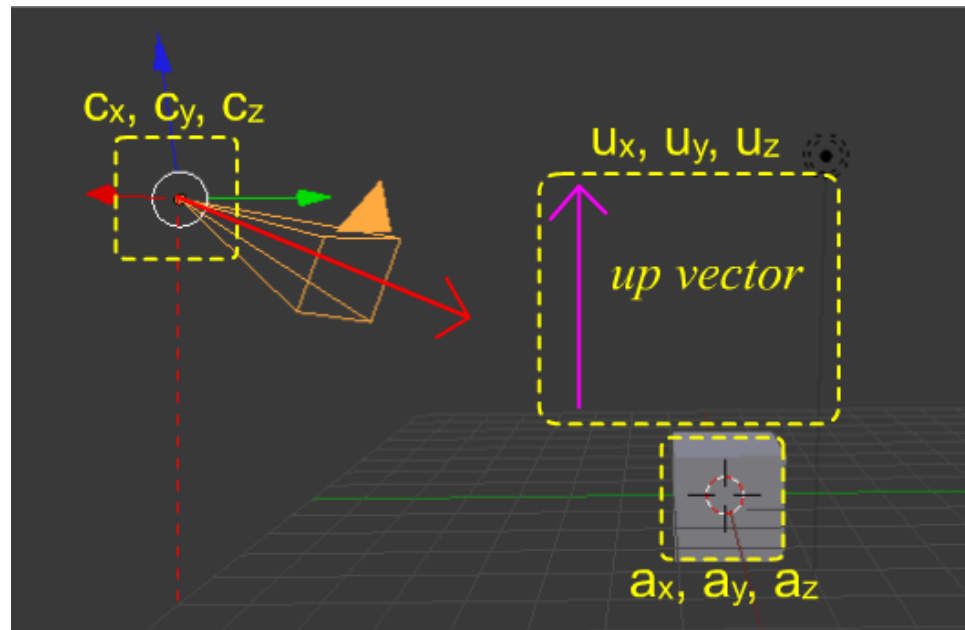 cx, cy, cz
ux, uy, uz
up vector
ax, ay, az